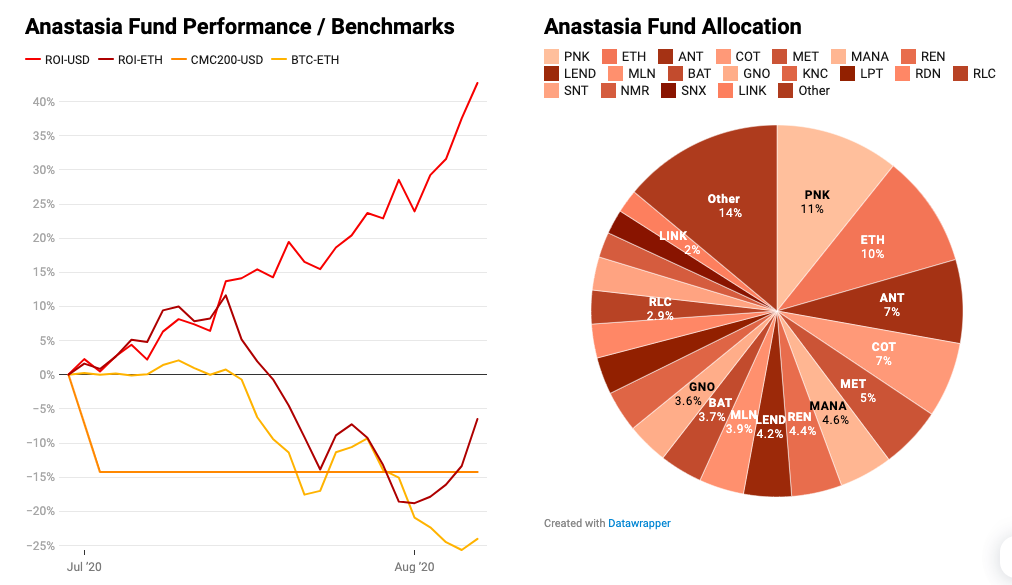 Anastasia Fund Performance / Benchmarks
ROI-USD ROI-ETH CMC200-USD BTC-ETH
40%
35%
30%
25%
20%
15%
10%
5%
0%
−5%
−10%
−15%
−20%
−25%
Jul ’20 Aug ’20
Anastasia Fund Allocation
PNK ETH ANT COT MET MANA REN
LEND MLN BAT GNO KNC LPT RDN RLC
SNT NMR SNX LINK Other
PNK
11%
ETH
10%
ANT
7%
COT
7%
MET
5%
MANA
4.6%
REN
4.4%
LEND
4.2%
MLN
3.9%
BAT
3.7%
GNO
3.6%
RLC
2.9%
LINK
2%
Other
14%
Created with Datawrapper